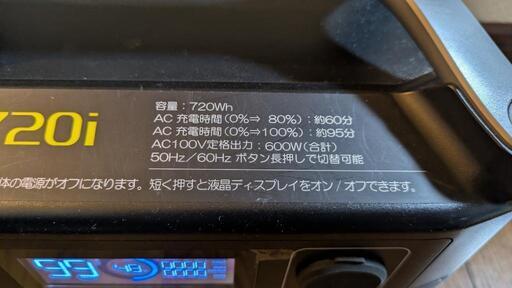 容量：720Wh
AC 充電時間(0%⇒ 80%)：約60分
AC 充電時間(0%⇒100%)：約95分
720i
AC100V定格出力：600W(合計)
50Hz／60Hz ボタン長押しで切替可能
体の電源がオフになります。短く押すと液晶ディスプレイをオン / オフできます。
99